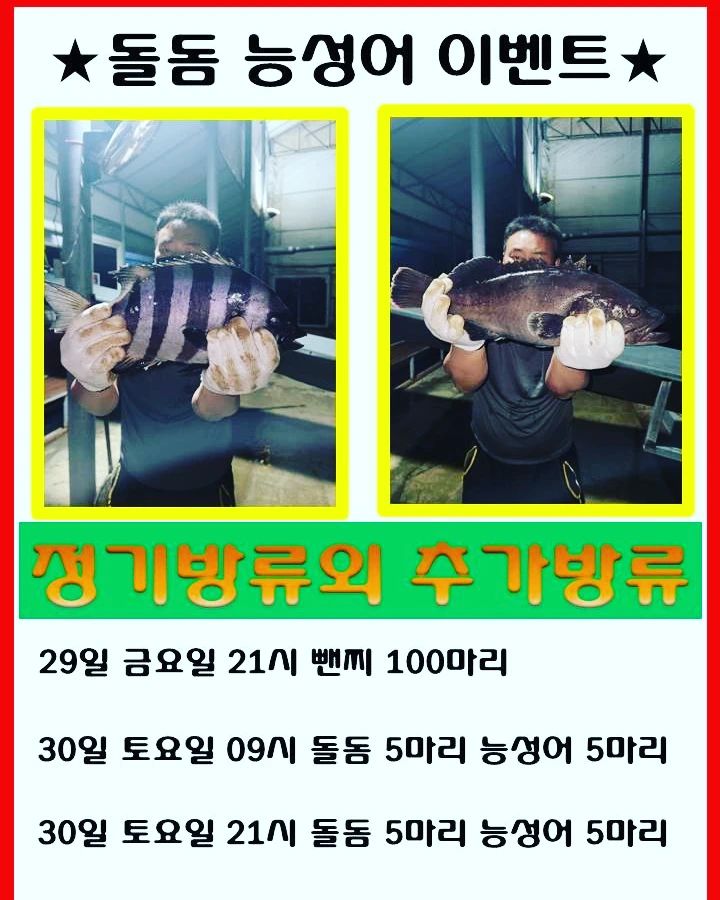 ★돌돔 능성어 이벤트★
정기방류외 추가방류
29일 금요일 21시 뺀찌 100마리
30일 토요일 09시 돌돔 5마리 능성어 5마리
30일 토요일 21시 돌돔 5마리 능성어 5마리